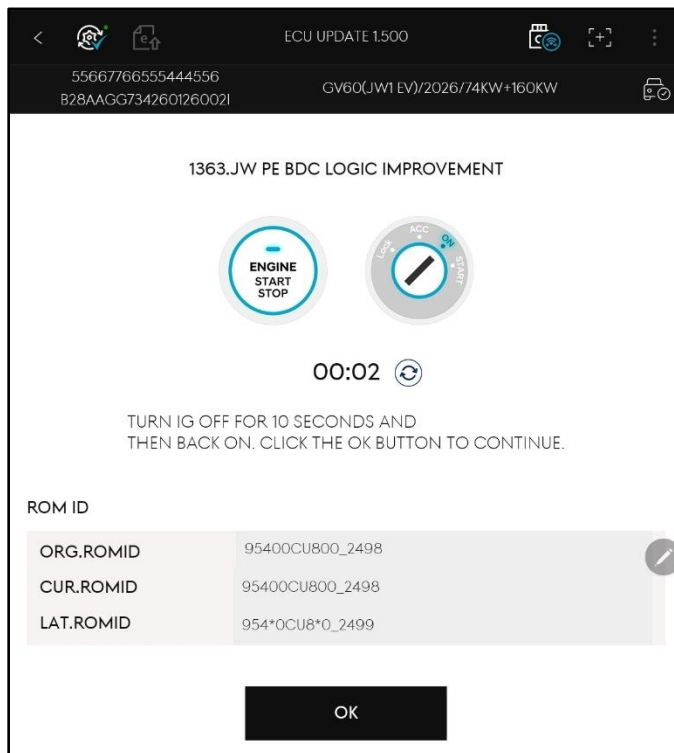 ECU UPDATE 1.500
55667766555444556
B28AAGG734260126002I
GV60(JW1 EV)/2026/74KW+160KW
1363.JW PE BDC LOGIC IMPROVEMENT
ENGINE
START
STOP
Lock
ACC
ON
START
00:02
TURN IG OFF FOR 10 SECONDS AND
THEN BACK ON. CLICK THE OK BUTTON TO CONTINUE.
ROM ID
ORG.ROMID 95400CU800_2498
CUR.ROMID 95400CU800_2498
LAT.ROMID 954*0CU8*0_2499
OK